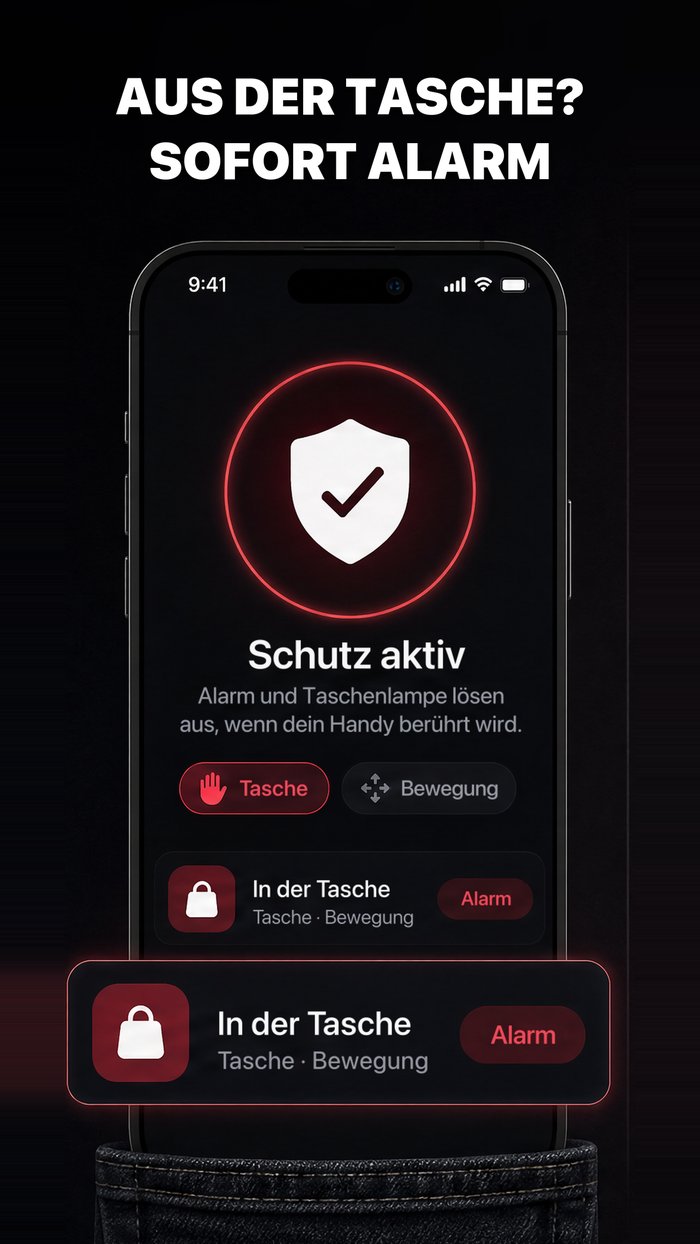 AUS DER TASCHE?
SOFORT ALARM
9:41
Schutz aktiv
Alarm und Taschenlampe lösen
aus, wenn dein Handy berührt wird.
Tasche
Bewegung
In der Tasche
Tasche · Bewegung
Alarm
In der Tasche
Tasche · Bewegung
Alarm